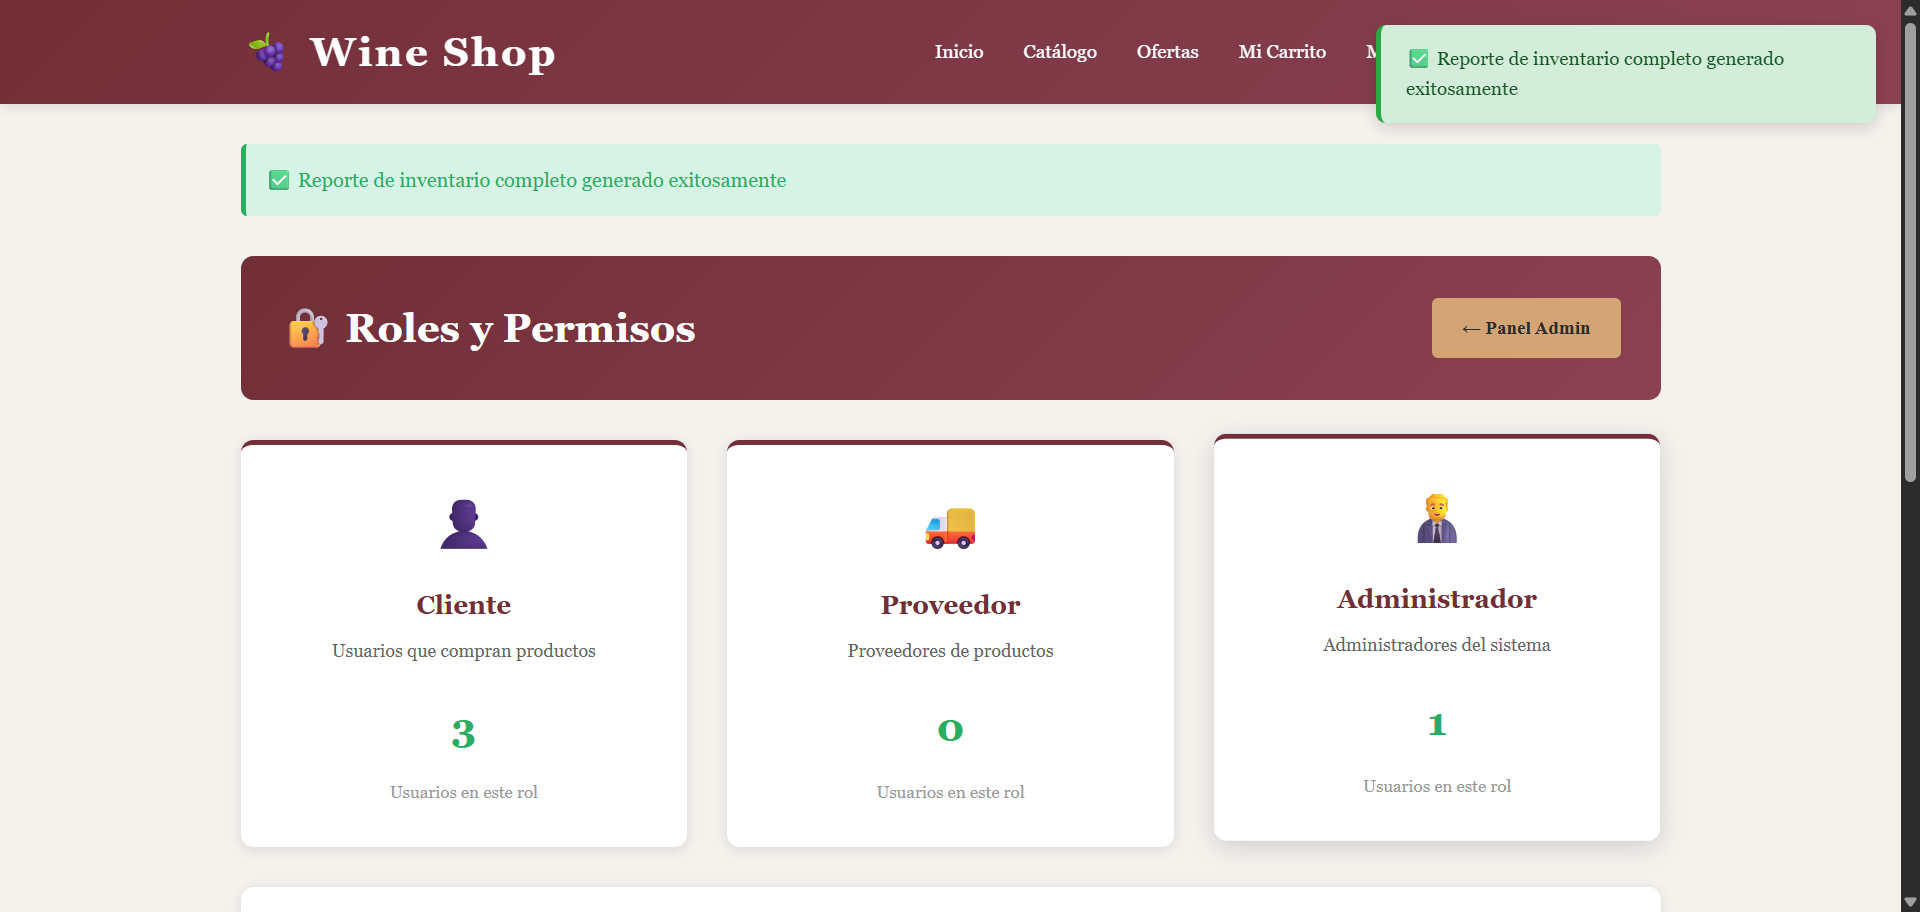 Wine Shop
Inicio
Catálogo
Ofertas
Mi Carrito
Reporte de inventario completo generado
exitosamente
Reporte de inventario completo generado exitosamente
Roles y Permisos
← Panel Admin
Cliente
Usuarios que compran productos
3
Usuarios en este rol
Proveedor
Proveedores de productos
0
Usuarios en este rol
Administrador
Administradores del sistema
1
Usuarios en este rol